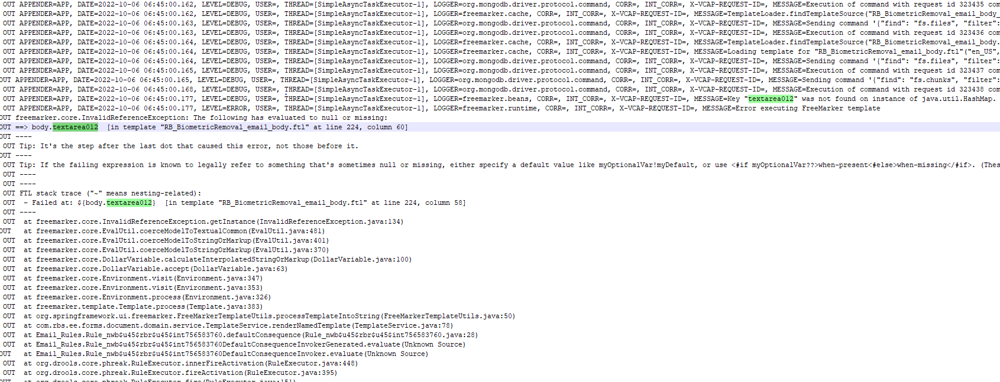 OUT APPENDER=APP, DATE=2022-10-06 06:45:00.162, LEVEL=DEBUG, USER=, THREAD=[SimpleAsyncTaskExecutor-1], LOGGER=org.mongodb.driver.protocol.command, CORR=, INT_CORR=, X-VCAP-REQUEST-ID=, MESSAGE=Execution of command with request id 323435 com
OUT APPENDER=APP, DATE=2022-10-06 06:45:00.162, LEVEL=DEBUG, USER=, THREAD=[SimpleAsyncTaskExecutor-1], LOGGER=freemarker.cache, CORR=, INT_CORR=, X-VCAP-REQUEST-ID=, MESSAGE=TemplateLoader.findTemplateSource("RB_BiometricRemoval_email_body_
OUT APPENDER=APP, DATE=2022-10-06 06:45:00.163, LEVEL=DEBUG, USER=, THREAD=[SimpleAsyncTaskExecutor-1], LOGGER=org.mongodb.driver.protocol.command, CORR=, INT_CORR=, X-VCAP-REQUEST-ID=, MESSAGE=Sending command '{"find": "fs.files", "filter":
OUT APPENDER=APP, DATE=2022-10-06 06:45:00.163, LEVEL=DEBUG, USER=, THREAD=[SimpleAsyncTaskExecutor-1], LOGGER=org.mongodb.driver.protocol.command, CORR=, INT_CORR=, X-VCAP-REQUEST-ID=, MESSAGE=Execution of command with request id 323436 com
OUT APPENDER=APP, DATE=2022-10-06 06:45:00.164, LEVEL=DEBUG, USER=, THREAD=[SimpleAsyncTaskExecutor-1], LOGGER=freemarker.cache, CORR=, INT_CORR=, X-VCAP-REQUEST-ID=, MESSAGE=TemplateLoader.findTemplateSource("RB_BiometricRemoval_email_body.
OUT APPENDER=APP, DATE=2022-10-06 06:45:00.164, LEVEL=DEBUG, USER=, THREAD=[SimpleAsyncTaskExecutor-1], LOGGER=freemarker.cache, CORR=, INT_CORR=, X-VCAP-REQUEST-ID=, MESSAGE=Loading template for "RB_BiometricRemoval_email_body.ftl"("en_US",
OUT APPENDER=APP, DATE=2022-10-06 06:45:00.164, LEVEL=DEBUG, USER=, THREAD=[SimpleAsyncTaskExecutor-1], LOGGER=org.mongodb.driver.protocol.command, CORR=, INT_CORR=, X-VCAP-REQUEST-ID=, MESSAGE=Sending command '{"find": "fs.files", "filter":
OUT APPENDER=APP, DATE=2022-10-06 06:45:00.165, LEVEL=DEBUG, USER=, THREAD=[SimpleAsyncTaskExecutor-1], LOGGER=org.mongodb.driver.protocol.command, CORR=, INT_CORR=, X-VCAP-REQUEST-ID=, MESSAGE=Execution of command with request id 323437 com
OUT APPENDER=APP, DATE=2022-10-06 06:45:00.165, LEVEL=DEBUG, USER=, THREAD=[SimpleAsyncTaskExecutor-1], LOGGER=org.mongodb.driver.protocol.command, CORR=, INT_CORR=, X-VCAP-REQUEST-ID=, MESSAGE=Sending command '{"find": "fs.chunks", "filter":
OUT APPENDER=APP, DATE=2022-10-06 06:45:00.168, LEVEL=DEBUG, USER=, THREAD=[SimpleAsyncTaskExecutor-1], LOGGER=org.mongodb.driver.protocol.command, CORR=, INT_CORR=, X-VCAP-REQUEST-ID=, MESSAGE=Execution of command with request id 323438 com
OUT APPENDER=APP, DATE=2022-10-06 06:45:00.177, LEVEL=DEBUG, USER=, THREAD=[SimpleAsyncTaskExecutor-1], LOGGER=freemarker.beans, CORR=, INT_CORR=, X-VCAP-REQUEST-ID=, MESSAGE=Key "textarea012" was not found on instance of java.util.HashMap.
OUT APPENDER=APP, DATE=2022-10-06 06:45:00.177, LEVEL=ERROR, USER=, THREAD=[SimpleAsyncTaskExecutor-1], LOGGER=freemarker.runtime, CORR=, INT_CORR=, X-VCAP-REQUEST-ID=, MESSAGE=Error executing FreeMarker template
OUT freemarker.core.InvalidReferenceException: The following has evaluated to null or missing:
OUT ==> body.textarea012  [in template "RB_BiometricRemoval_email_body.ftl" at line 224, column 60]
OUT ----
OUT Tip: It's the step after the last dot that caused this error, not those before it.
OUT ----
OUT Tip: If the failing expression is known to legally refer to something that's sometimes null or missing, either specify a default value like myOptionalVar!myDefault, or use <#if myOptionalVar??>when-present<#else>when-missing</#if>. (Thes
OUT ----
OUT ----
OUT FTL stack trace ("~" means nesting-related):
OUT  - Failed at: ${body.textarea012}  [in template "RB_BiometricRemoval_email_body.ftl" at line 224, column 58]
OUT ----
OUT  at freemarker.core.InvalidReferenceException.getInstance(InvalidReferenceException.java:134)
OUT  at freemarker.core.EvalUtil.coerceModelToTextualCommon(EvalUtil.java:481)
OUT  at freemarker.core.EvalUtil.coerceModelToStringOrMarkup(EvalUtil.java:401)
OUT  at freemarker.core.EvalUtil.coerceModelToStringOrMarkup(EvalUtil.java:370)
OUT  at freemarker.core.DollarVariable.calculateInterpolatedStringOrMarkup(DollarVariable.java:100)
OUT  at freemarker.core.DollarVariable.accept(DollarVariable.java:63)
OUT  at freemarker.core.Environment.visit(Environment.java:347)
OUT  at freemarker.core.Environment.visit(Environment.java:353)
OUT  at freemarker.core.Environment.process(Environment.java:326)
OUT  at freemarker.template.Template.process(Template.java:383)
OUT  at org.springframework.ui.freemarker.FreeMarkerTemplateUtils.processTemplateIntoString(FreeMarkerTemplateUtils.java:50)
OUT  at com.rbs.ee.forms.document.domain.service.TemplateService.renderNamedTemplate(TemplateService.java:78)
OUT  at Email_Rules.Rule_nwb$u45$rbr$u45$int756583760.defaultConsequence(Rule_nwb$u45$rbr$u45$int756583760.java:28)
OUT  at Email_Rules.Rule_nwb$u45$rbr$u45$int756583760DefaultConsequenceInvokerGenerated.evaluate(Unknown Source)
OUT  at Email_Rules.Rule_nwb$u45$rbr$u45$int756583760DefaultConsequenceInvoker.evaluate(Unknown Source)
OUT  at org.drools.core.phreak.RuleExecutor.innerFireActivation(RuleExecutor.java:448)
OUT  at org.drools.core.phreak.RuleExecutor.fireActivation(RuleExecutor.java:395)
OUT  at org.drools.core.phreak.RuleExecutor.fire(RuleExecutor.java:151)